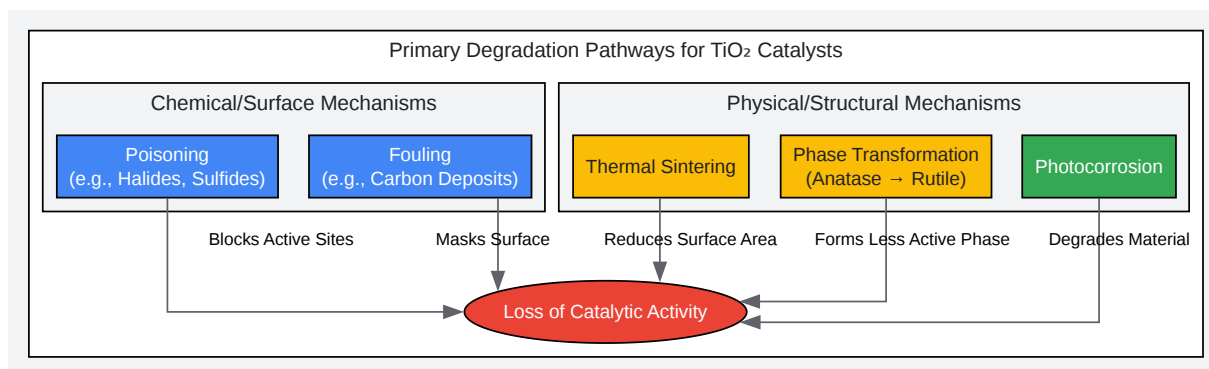 Primary Degradation Pathways for TiO₂ Catalysts
Chemical/Surface Mechanisms
Physical/Structural Mechanisms
Poisoning
(e.g., Halides, Sulfides)
Fouling
(e.g., Carbon Deposits)
Thermal Sintering
Phase Transformation
(Anatase → Rutile)
Photocorrosion
Blocks Active Sites
Masks Surface
Reduces Surface Area
Forms Less Active Phase
Degrades Material
Loss of Catalytic Activity